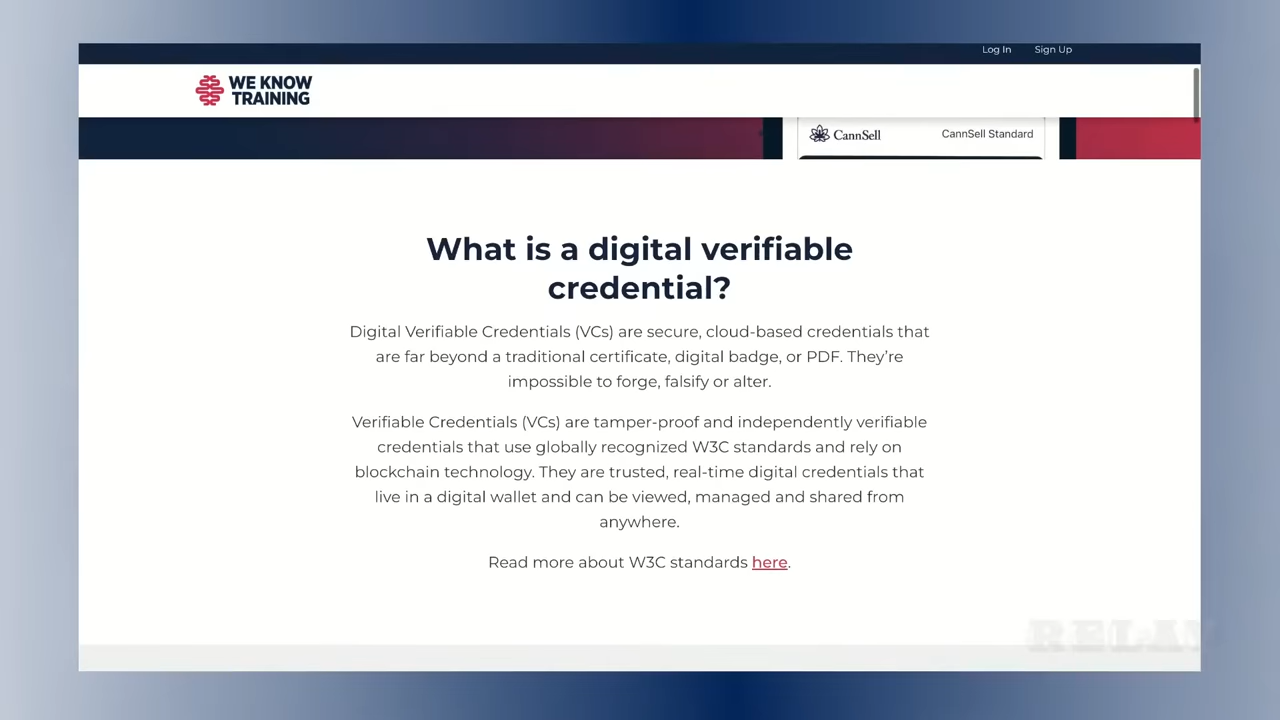 Log In Sign Up
WE KNOW
TRAINING
CannSell CannSell Standard
What is a digital verifiable
credential?
Digital Verifiable Credentials (VCs) are secure, cloud-based credentials that
are far beyond a traditional certificate, digital badge, or PDF. They’re
impossible to forge, falsify or alter.
Verifiable Credentials (VCs) are tamper-proof and independently verifiable
credentials that use globally recognized W3C standards and rely on
blockchain technology. They are trusted, real-time digital credentials that
live in a digital wallet and can be viewed, managed and shared from
anywhere.
Read more about W3C standards here.
RELAY